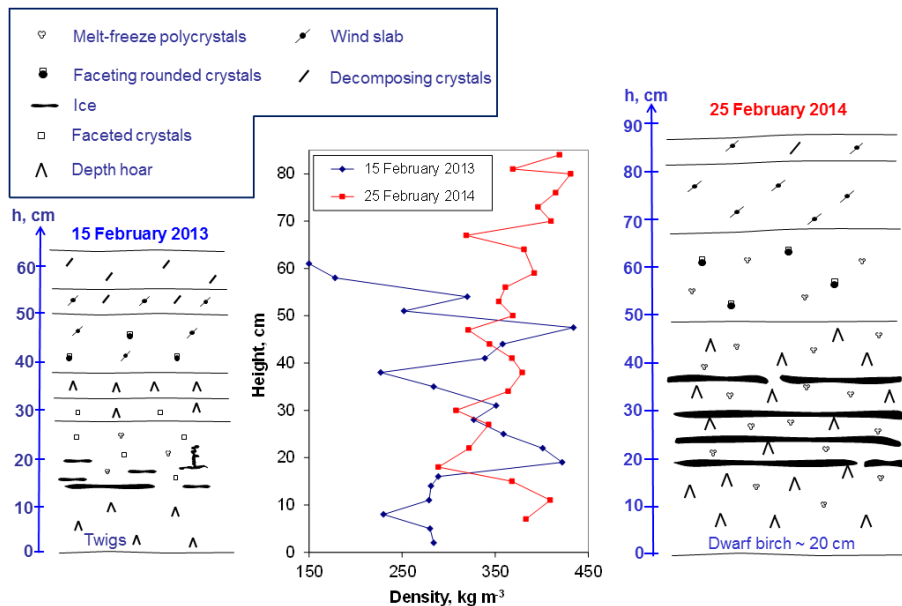 Melt-freeze polycrystals
Wind slab
Faceting rounded crystals
Decomposing crystals
Ice
Faceted crystals
Depth hoar
h, cm
15 February 2013
60
50
40
30
20
10
0
Twigs
15 February 2013
25 February 2014
Height, cm
80
70
60
50
40
30
20
10
0
150
250
350
450
Density, kg m-3
h, cm
25 February 2014
90
80
70
60
50
40
30
20
10
0
Dwarf birch ~ 20 cm